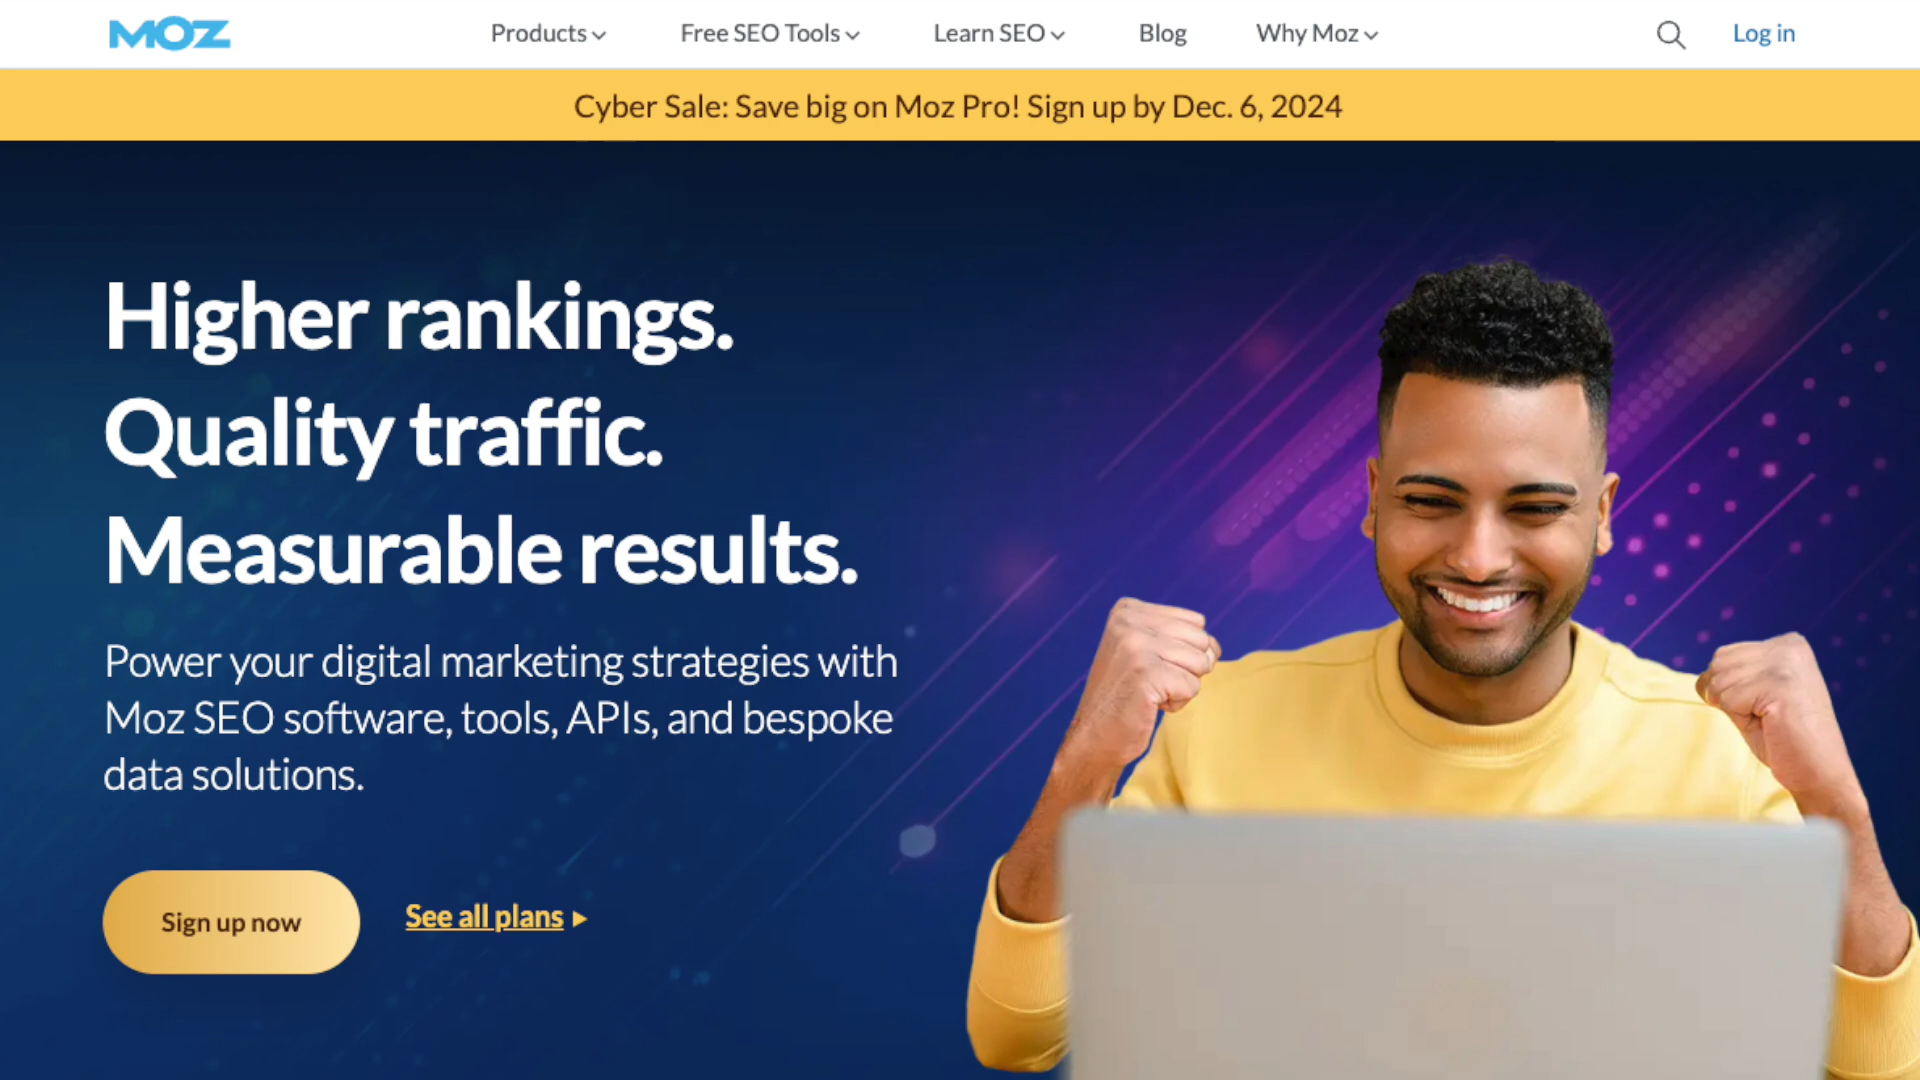 MOZ
Products
Free SEO Tools
Learn SEO
Blog
Why Moz
Log in
Cyber Sale: Save big on Moz Pro! Sign up by Dec. 6, 2024
Higher rankings.
Quality traffic.
Measurable results.
Power your digital marketing strategies with
Moz SEO software, tools, APIs, and bespoke
data solutions.
Sign up now
See all plans